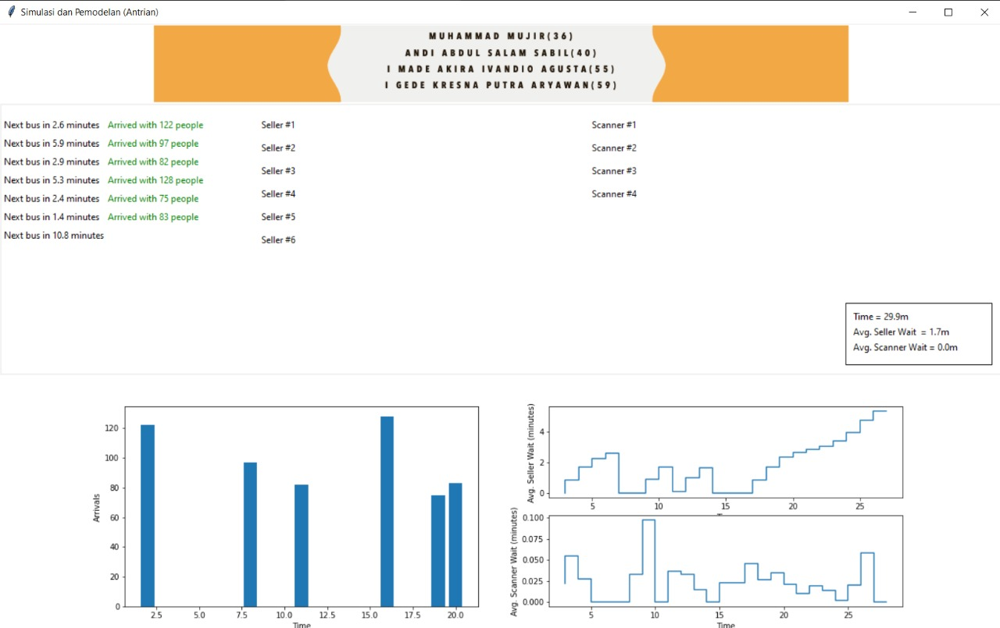 Simulasi dan Pemodelan (Antrian)
MUHAMMAD MUJIR(36)
ANDI ABDUL SALAM SABIL(40)
I MADE AKIRA IVANDIO AGUSTA(55)
I GEDE KRESNA PUTRA ARYAWAN(59)
Next bus in 2.6 minutes Arrived with 122 people
Next bus in 5.9 minutes Arrived with 97 people
Next bus in 2.9 minutes Arrived with 82 people
Next bus in 5.3 minutes Arrived with 128 people
Next bus in 2.4 minutes Arrived with 75 people
Next bus in 1.4 minutes Arrived with 83 people
Next bus in 10.8 minutes
Seller #1
Seller #2
Seller #3
Seller #4
Seller #5
Seller #6
Scanner #1
Scanner #2
Scanner #3
Scanner #4
Time = 29.9m
Avg. Seller Wait = 1.7m
Avg. Scanner Wait = 0.0m
Arrivals
120
100
80
60
40
20
0
2.5 5.0 7.5 10.0 12.5 15.0 17.5 20.0
Time
Avg. Seller Wait (minutes)
4
2
0
5 10 15 20 25
Avg. Scanner Wait (minutes)
0.100
0.075
0.050
0.025
0.000
5 10 15 20 25
Time